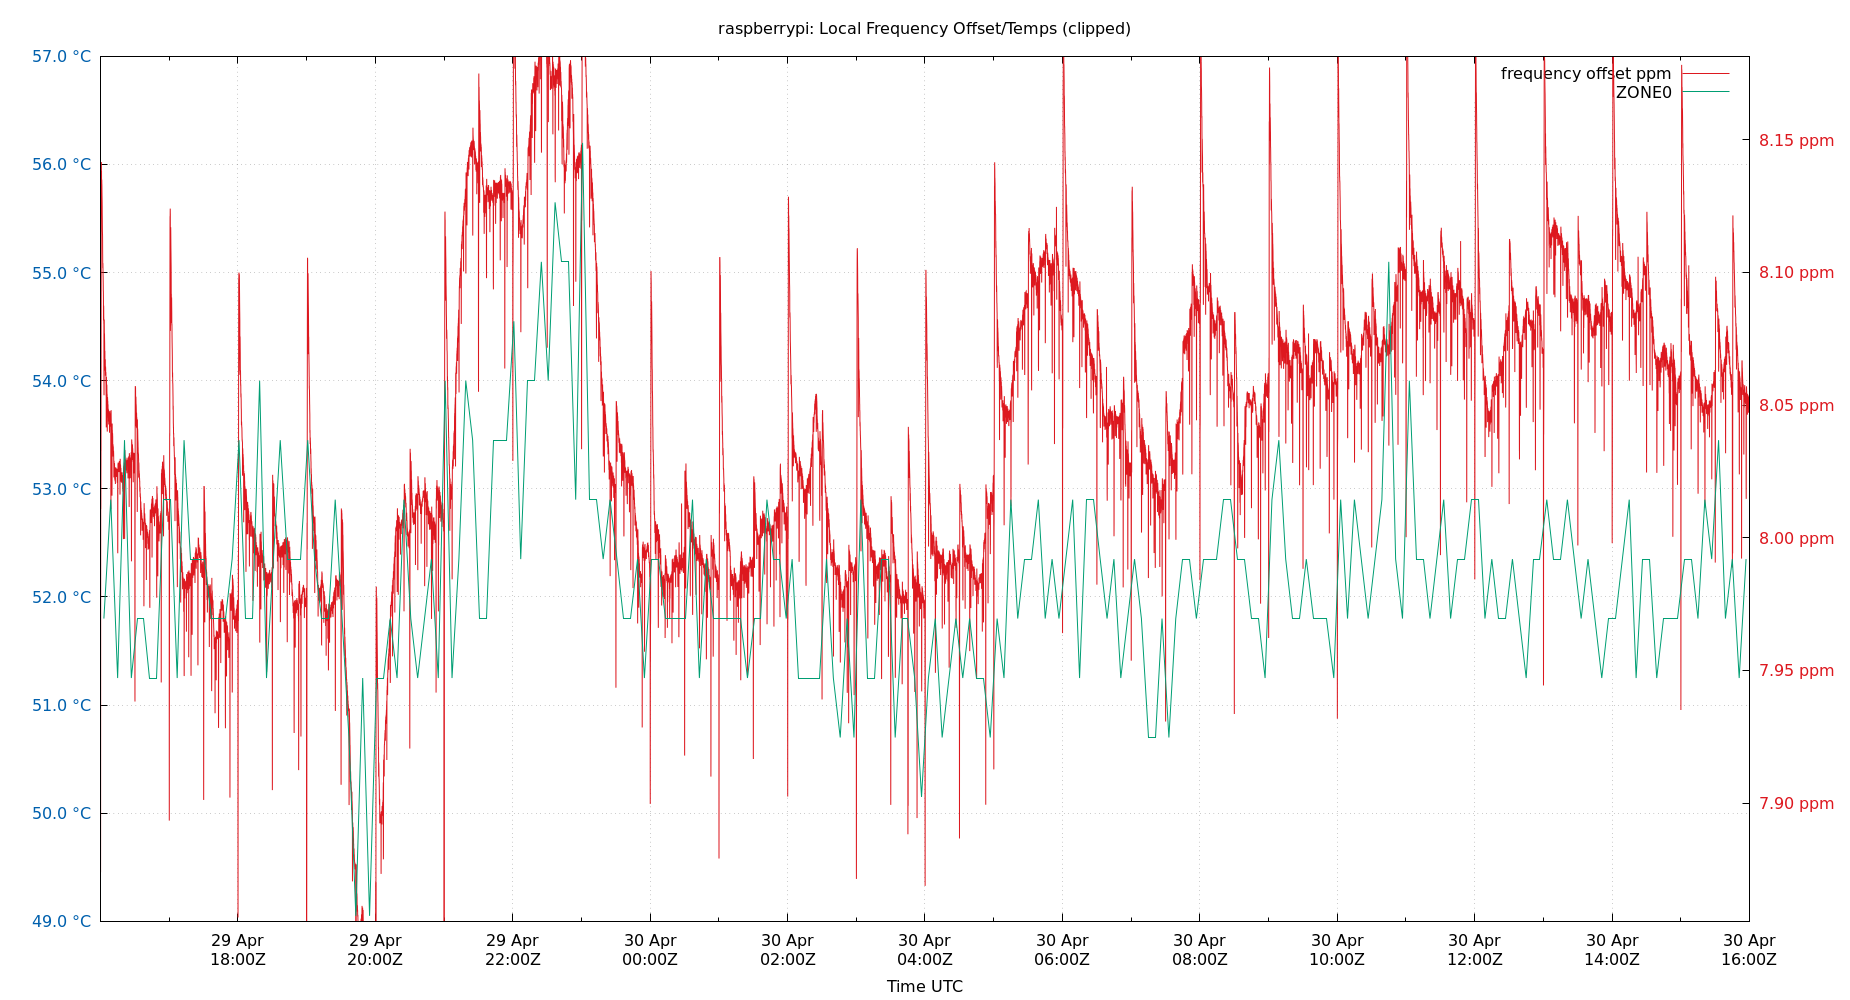 raspberrypi: Local Frequency Offset/Temps (clipped)
57.0 °C
56.0 °C
55.0 °C
54.0 °C
53.0 °C
52.0 °C
51.0 °C
50.0 °C
49.0 °C
frequency offset ppm
ZONE0
8.15 ppm
8.10 ppm
8.05 ppm
8.00 ppm
7.95 ppm
7.90 ppm
29 Apr 29 Apr 29 Apr 30 Apr 30 Apr 30 Apr 30 Apr 30 Apr 30 Apr 30 Apr 30 Apr 30 Apr
18:00Z 20:00Z 22:00Z 00:00Z 02:00Z 04:00Z 06:00Z 08:00Z 10:00Z 12:00Z 14:00Z 16:00Z
Time UTC